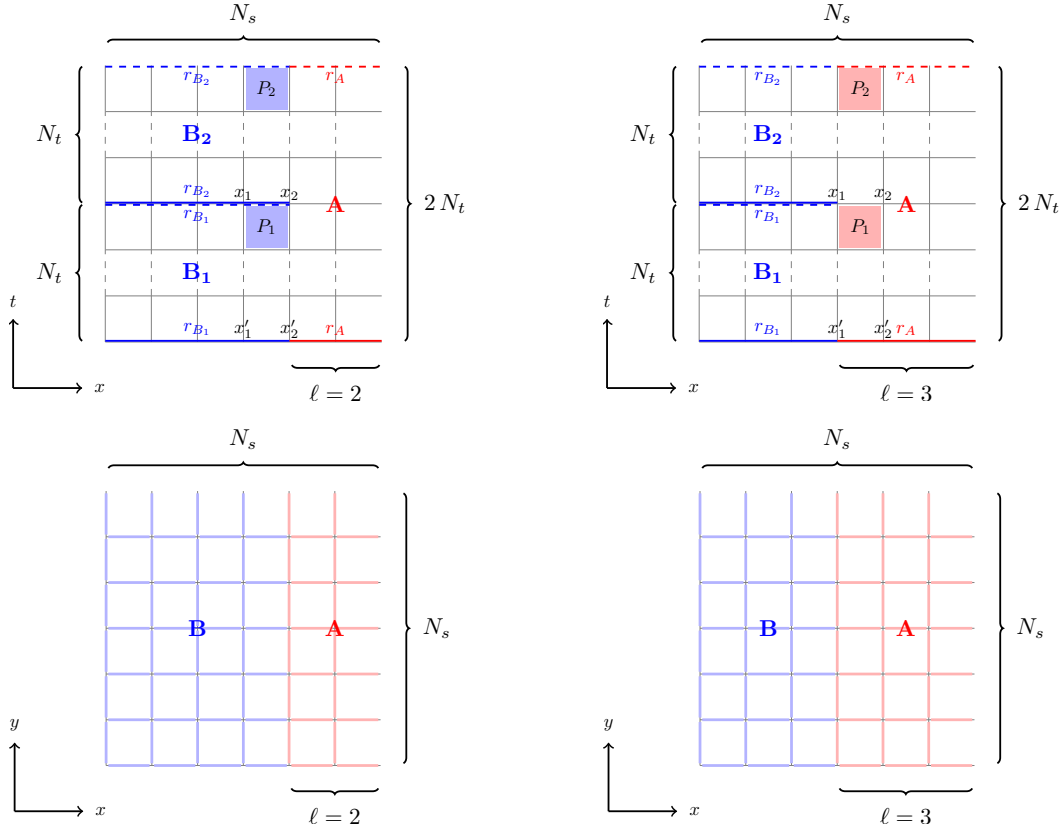 N_s
r_{B_2} r_A
P_2
N_t B_2
r_{B_2} x_1 x_2
A 2 N_t
r_{B_1} P_1
N_t B_1
t r_{B_1} x'_1 x'_2 r_A
x ℓ = 2
N_s
r_{B_2} r_A
P_2
N_t B_2
r_{B_2} x_1 x_2
A 2 N_t
r_{B_1} P_1
N_t B_1
t r_{B_1} x'_1 x'_2 r_A
x ℓ = 3
N_s
B A N_s
y
x ℓ = 2
N_s
B A N_s
y
x ℓ = 3